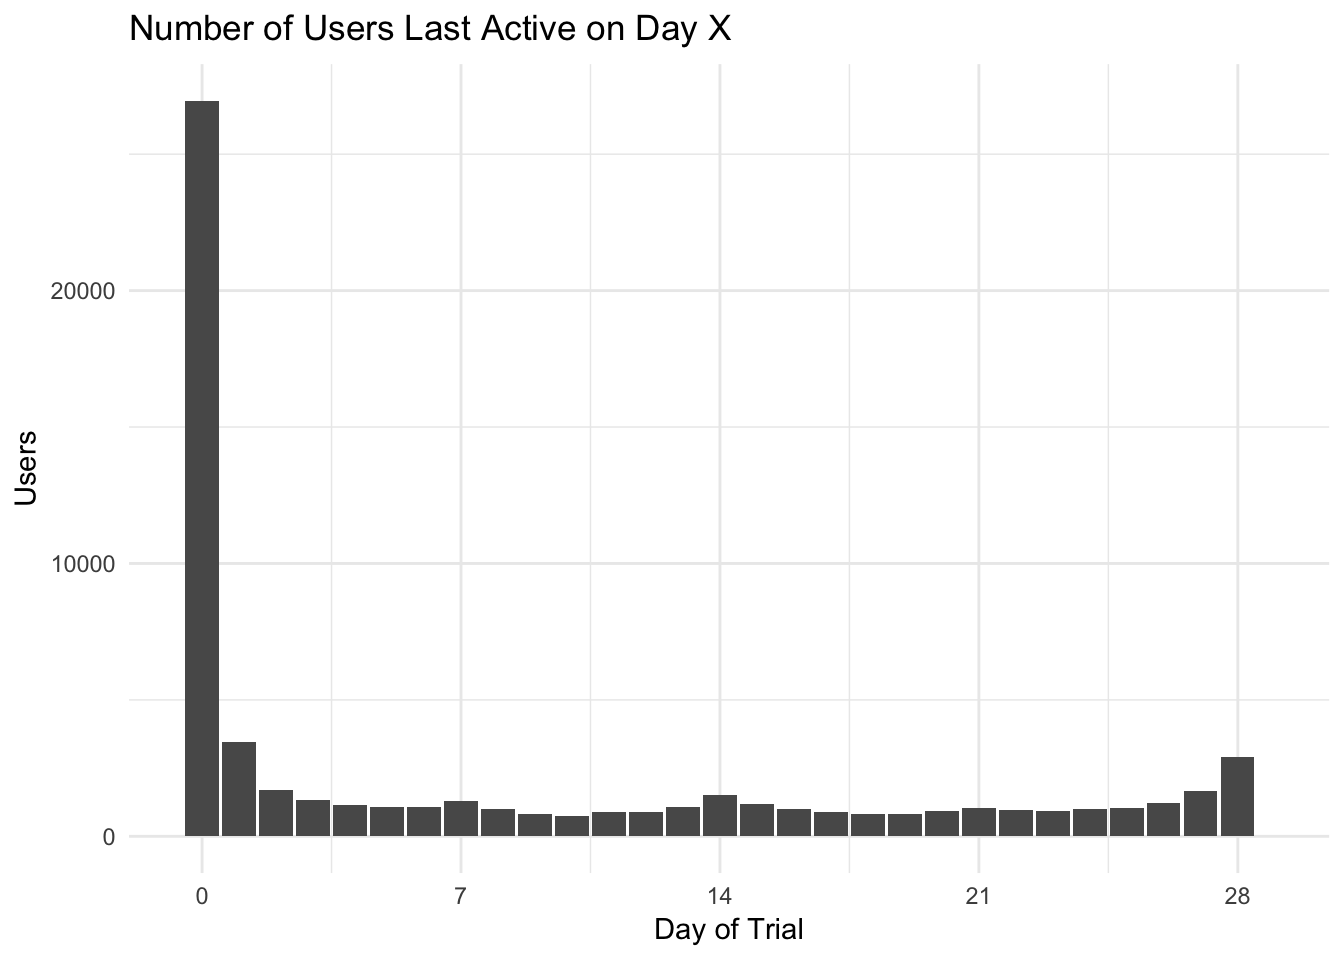 Number of Users Last Active on Day X
Users
20000
10000
0
0 7 14 21 28
Day of Trial